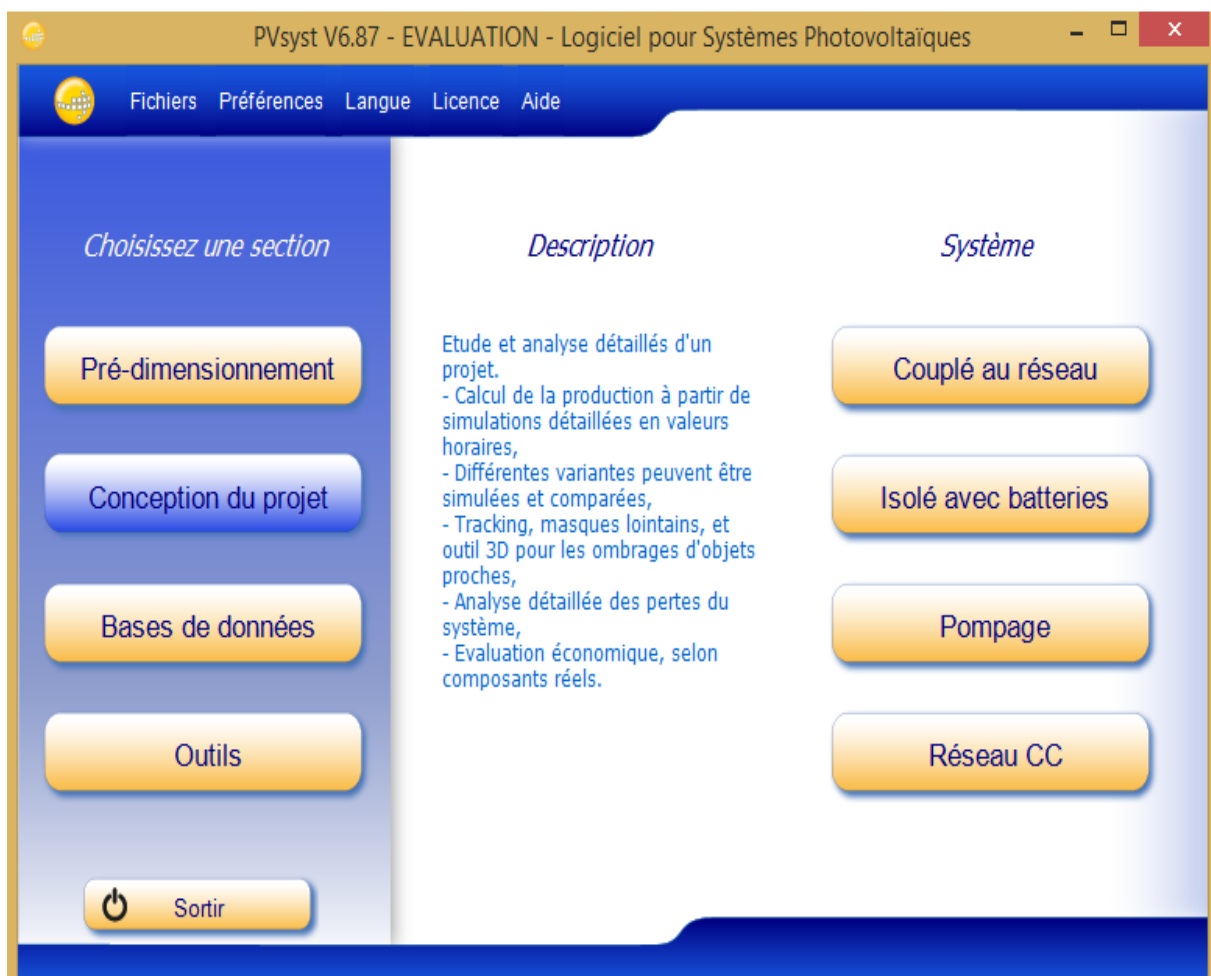 PVsyst V6.87 - EVALUATION - Logiciel pour Systèmes Photovoltaïques
Fichiers Préférences Langue Licence Aide
Choisissez une section
Pré-dimensionnement
Conception du projet
Bases de données
Outils
Sortir
Description
Etude et analyse détaillés d'un
projet.
- Calcul de la production à partir de
simulations détaillées en valeurs
horaires,
- Différentes variantes peuvent être
simulées et comparées,
- Tracking, masques lointains, et
outil 3D pour les ombrages d'objets
proches,
- Analyse détaillée des pertes du
système,
- Evaluation économique, selon
composants réels.
Système
Couplé au réseau
Isolé avec batteries
Pompage
Réseau CC